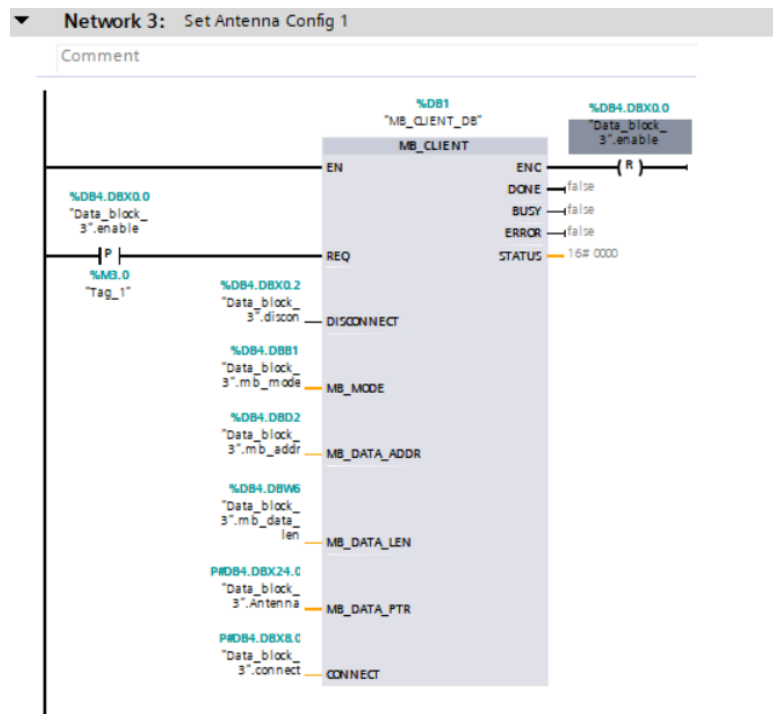 Network 3: Set Antenna Config 1
Comment
%DB1
"MB_CLIENT_DB"
MB_CLIENT
EN
ENC
%DB4.DBX0.0
"Data_block_
3".enable
R
DONE
false
BUSY
false
ERROR
false
STATUS
16# 0000
%DB4.DBX0.0
"Data_block_
3".enable
P
%M3.0
"Tag_1"
REQ
%DB4.DBX0.2
"Data_block_
3".discon
DISCONNECT
%DB4.DBB1
"Data_block_
3".mb_mode
MB_MODE
%DB4.DBD2
"Data_block_
3".mb_addr
MB_DATA_ADDR
%DB4.DBW6
"Data_block_
3".mb_data_
len
MB_DATA_LEN
P#DB4.DBX24.0
"Data_block_
3".Antenna
MB_DATA_PTR
P#DB4.DBX8.0
"Data_block_
3".connect
CONNECT